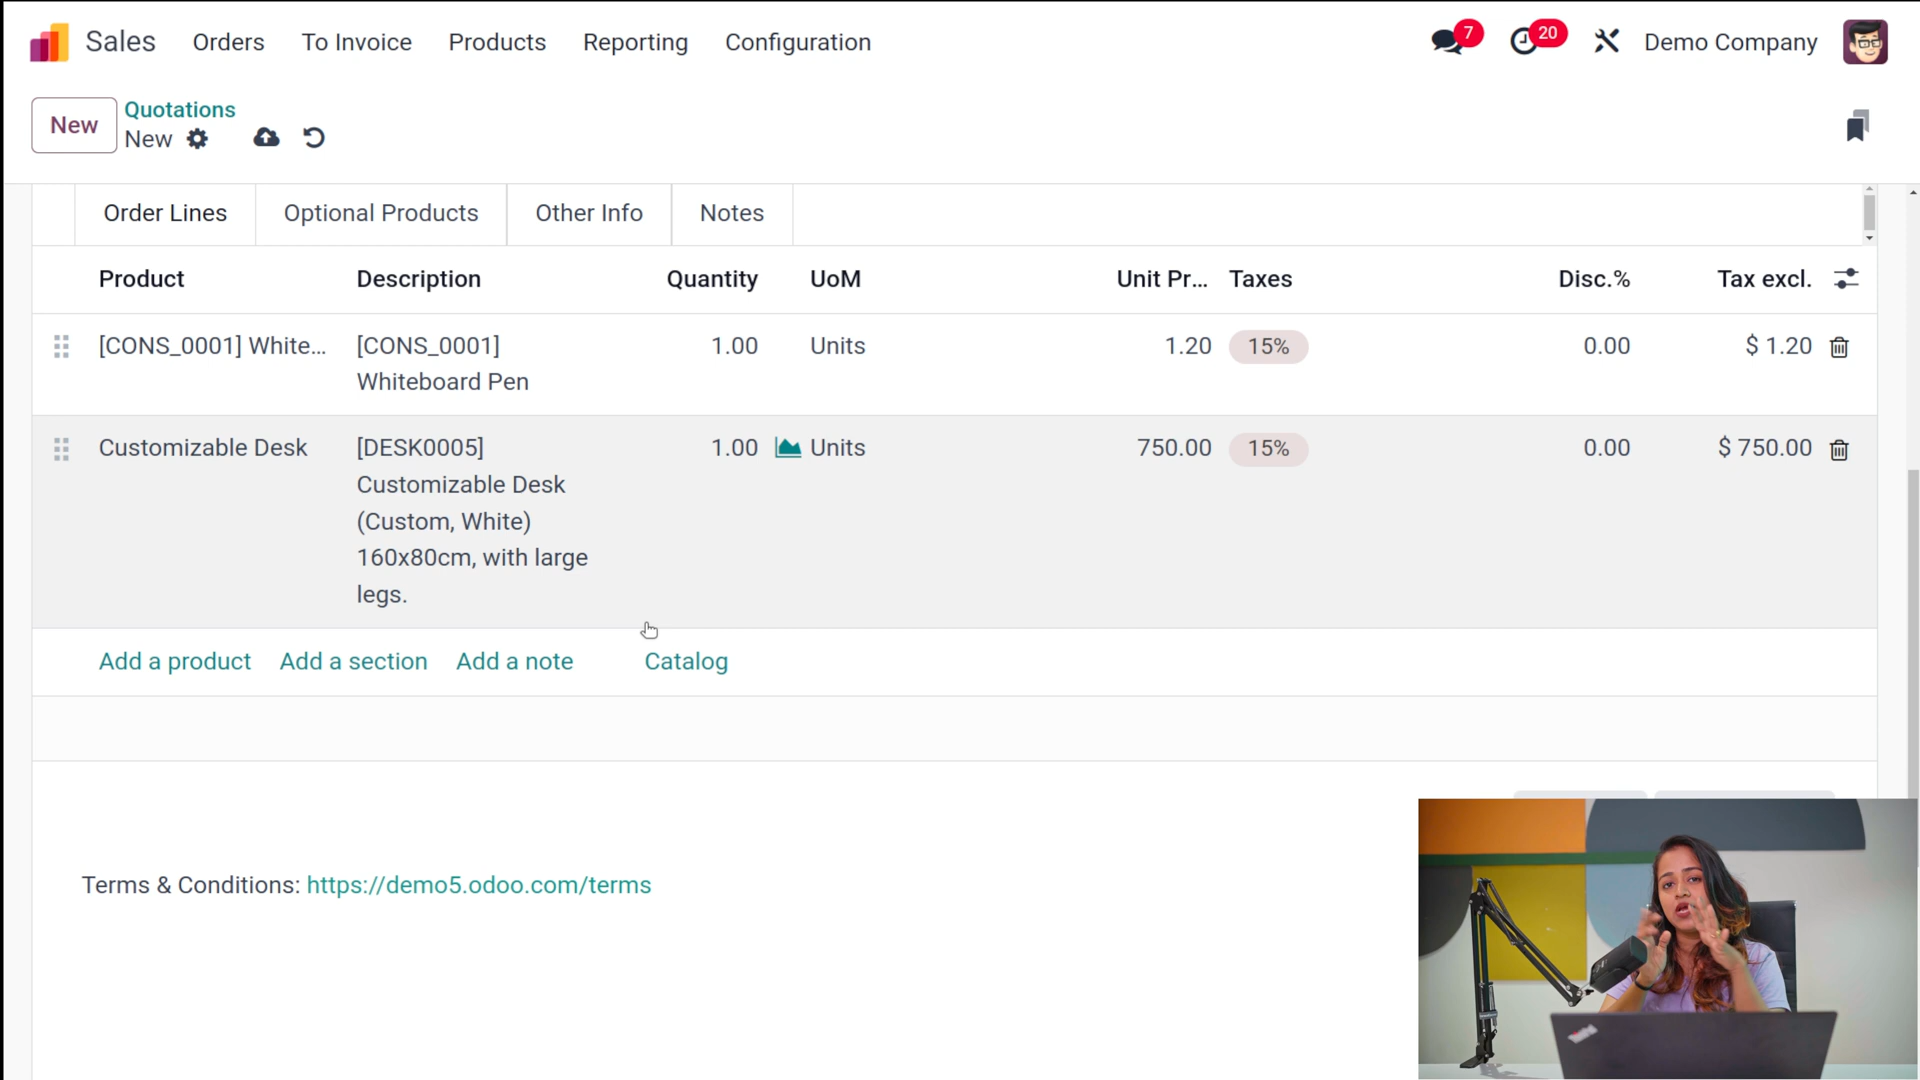 Sales Orders To Invoice Products Reporting Configuration 7 20 Demo Company
New Quotations
New
Order Lines Optional Products Other Info Notes
Product Description Quantity UoM Unit Pr... Taxes Disc.% Tax excl.
[CONS_0001] White... [CONS_0001] 1.00 Units 1.20 15% 0.00 $ 1.20
Whiteboard Pen
Customizable Desk [DESK0005] 1.00 Units 750.00 15% 0.00 $ 750.00
Customizable Desk
(Custom, White)
160x80cm, with large
legs.
Add a product Add a section Add a note Catalog
Terms & Conditions: https://demo5.odoo.com/terms